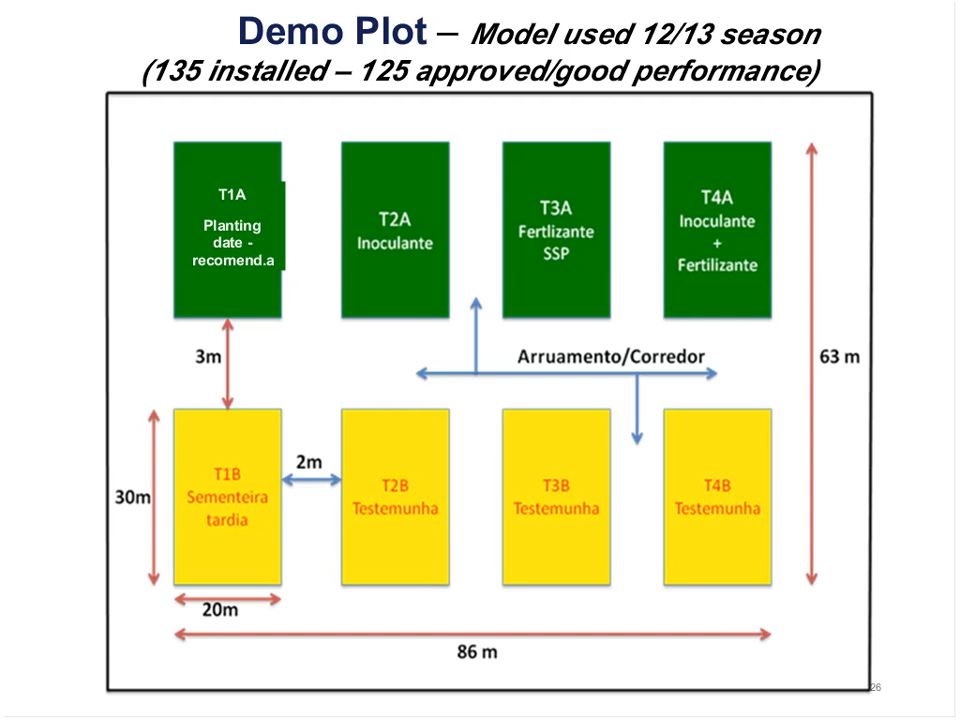 Demo Plot – Model used 12/13 season
(135 installed – 125 approved/good performance)
T1A
Planting
date -
recomend.a
T2A
Inoculante
T3A
Fertlizante
SSP
T4A
Inoculante
+
Fertilizante
3m
Arruamento/Corredor
63 m
30m
T1B
Sementeira
tardia
2m
T2B
Testemunha
T3B
Testemunha
T4B
Testemunha
20m
86 m
26